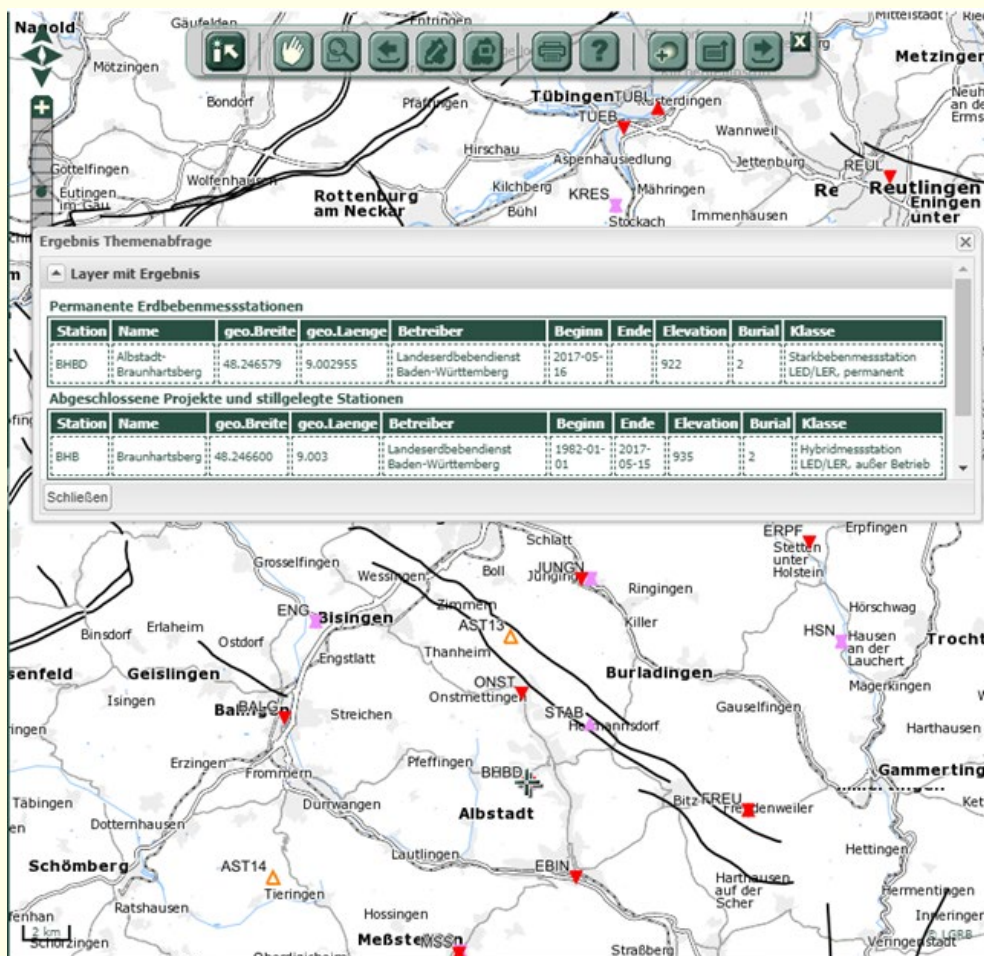 Nagold
Gäufelden
Entringen
Mittelstadt
Mötzingen
Metzingen
Bondorf
Pfäffingen
Tübingen
TUBL
Kusterdingen
TUEB
Hirschau
Wannweil
Aspenhausiedlung
Jettenburg
REUL
Göttelfingen
Wolfenhausen
Eutingen
im Gäu
Rottenburg
am Neckar
Kilchberg
KRES
Mähringen
Re
Reutlingen
Eningen
unter
Bühl
Stockach
Immenhausen
Ergebnis Themenabfrage
Layer mit Ergebnis
Permanente Erdbebenmessstationen
Station Name geo.Breite geo.Laenge Betreiber Beginn Ende Elevation Burial Klasse
BHBD Albstadt-Braunhartsberg 48.246579 9.002955 Landeserdbebendienst Baden-Württemberg 2017-05-16 922 2 Starkbebenmessstation LED/LER, permanent
Abgeschlossene Projekte und stillgelegte Stationen
Station Name geo.Breite geo.Laenge Betreiber Beginn Ende Elevation Burial Klasse
BHB Braunhartsberg 48.246600 9.003 Landeserdbebendienst Baden-Württemberg 1982-01-01 2017-05-15 935 2 Hybridmessstation LED/LER, außer Betrieb
Schließen
Schlatt
ERPF
Erpfingen
Stetten
unter
Holstein
Grosselfingen
Wessingen
Boll
JUNGN
Jungingen
Ringingen
Zimmern
ENG
Bisingen
AST13
Killer
Hörschwag
HSN
Hausen
an der
Lauchert
Trocht
Binsdorf
Erlaheim
Ostdorf
Engstlatt
Thanheim
senfeld
Geislingen
ONST
Onstmettingen
Burladingen
Mägerkingen
Isingen
Balingen
BALG
Streichen
STAB
Hermannsdorf
Gauselfingen
Harthausen
Erzingen
Frommern
Pfeffingen
BHBD
Gammerting
Täbingen
Dürrwangen
Albstadt
Bitz
FREU
Freudenweiler
Dotternhausen
Lautlingen
Hettingen
Schömberg
AST14
Tieringen
EBIN
Harthausen
auf der
Scher
Hermentingen
Ratshausen
Hossingen
Inneringen
2 km
Schörzingen
Meßstetten
MSS
Straßberg
Veringenstadt
© LGRB